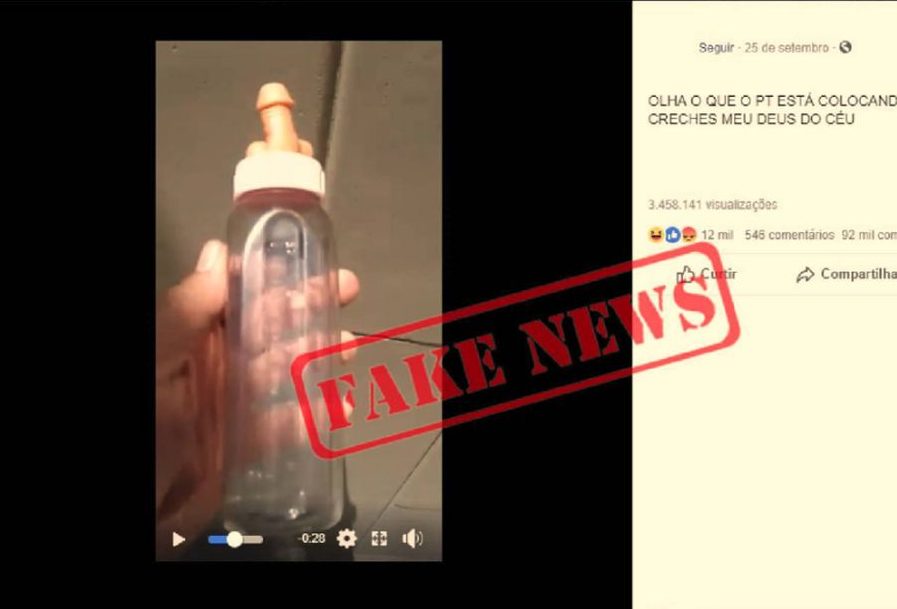 Seguir · 25 de setembro ·
OLHA O QUE O PT ESTÁ COLOCAND
CRECHES MEU DEUS DO CÉU
3.458.141 visualizações
12 mil 546 comentários 92 mil com
Curtir Compartilha
FAKE NEWS
-0:28